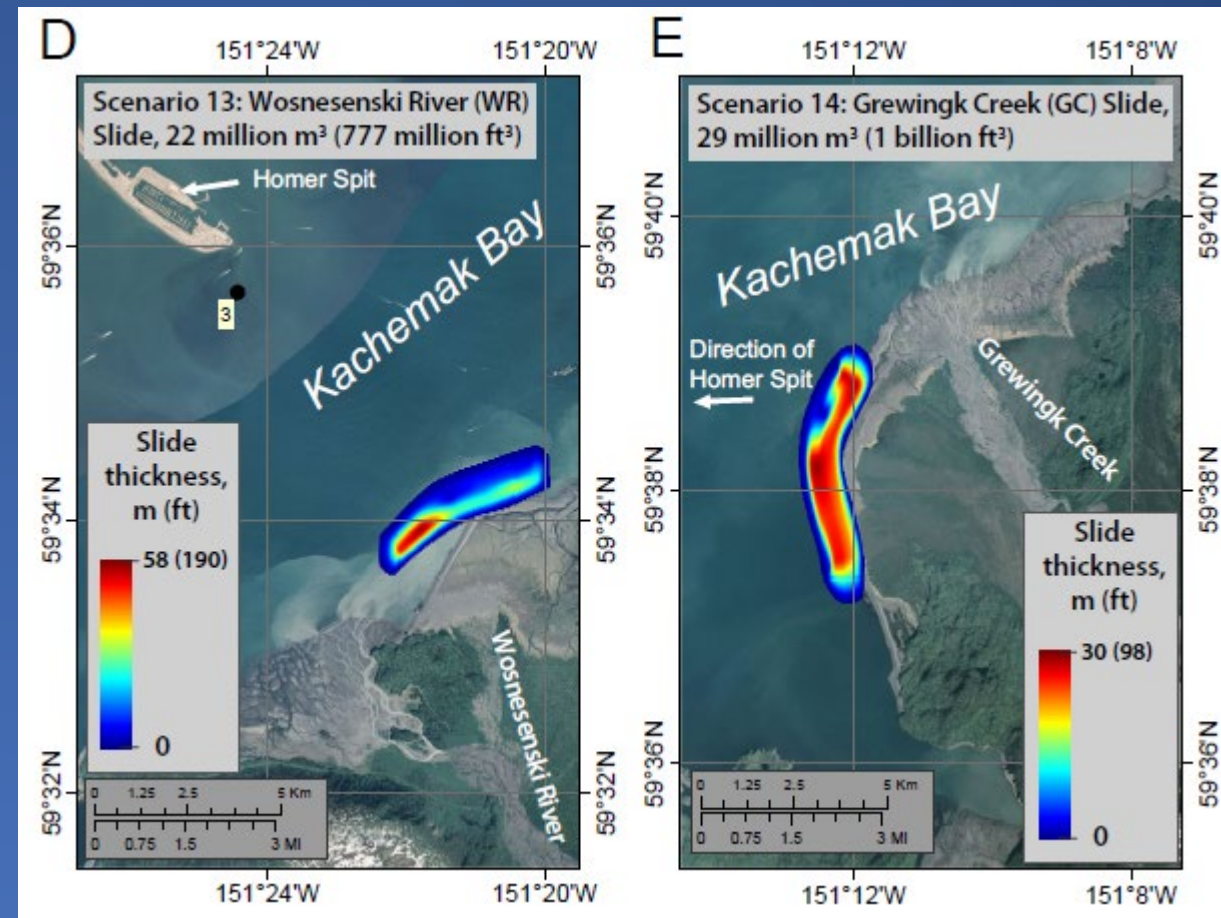 D
151°24'W 151°20'W
Scenario 13: Wosnesenski River (WR)
Slide, 22 million m³ (777 million ft³)
Homer Spit
59°36'N
59°36'N
3
Kachemak Bay
Slide
thickness,
m (ft)
58 (190)
0
59°34'N
59°34'N
Wosnesenski River
59°32'N
59°32'N
0 1.25 2.5 5 Km
0 0.75 1.5 3 MI
151°24'W 151°20'W
E
151°12'W 151°8'W
Scenario 14: Grewingk Creek (GC) Slide,
29 million m³ (1 billion ft³)
59°40'N
59°40'N
Kachemak Bay
Direction of
Homer Spit
Grewingk Creek
59°38'N
59°38'N
Slide
thickness,
m (ft)
30 (98)
0
59°36'N
59°36'N
0 1.25 2.5 5 Km
0 0.75 1.5 3 MI
151°12'W 151°8'W